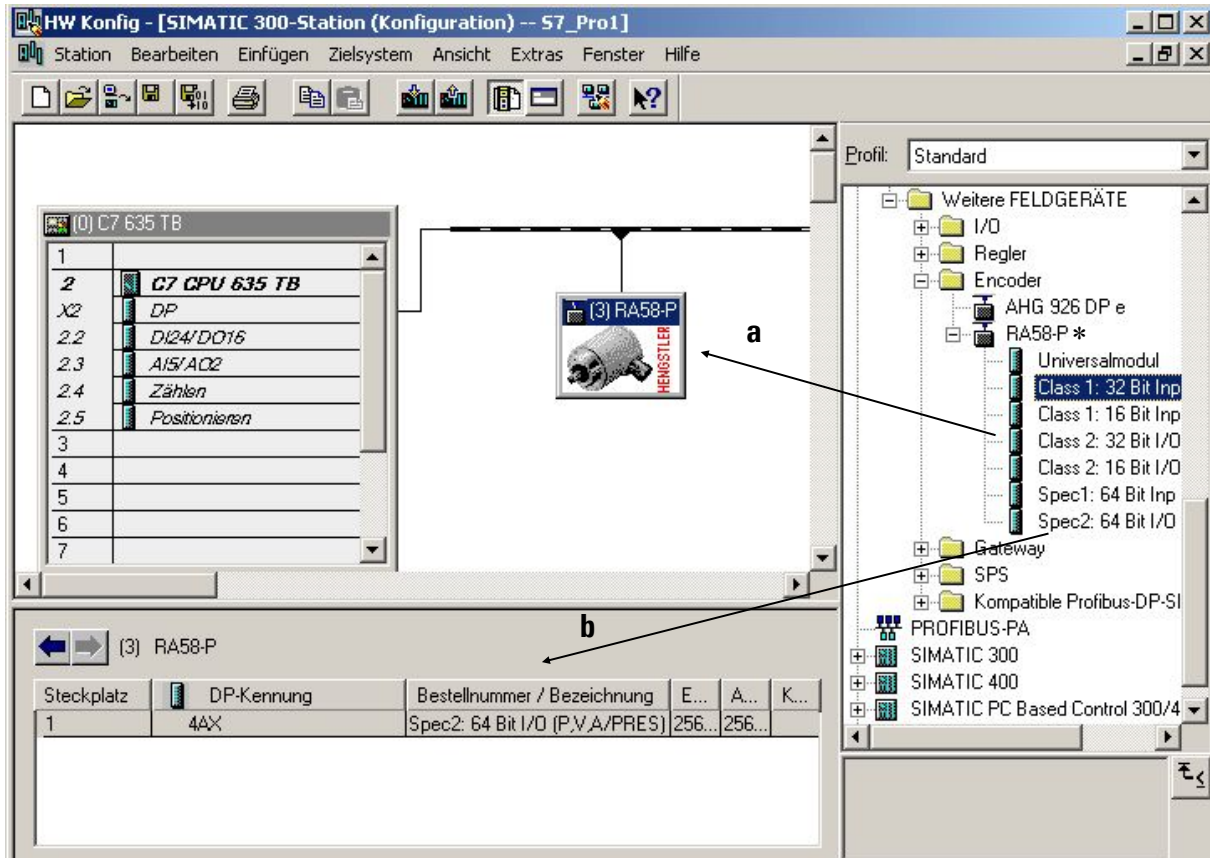 HW Konfig - [SIMATIC 300-Station (Konfiguration) -- S7_Pro1]
Station Bearbeiten Einfügen Zielsystem Ansicht Extras Fenster Hilfe
(0) C7 635 TB
1
2 C7 CPU 635 TB
X2 DP
2.2 DI24/DO16
2.3 AI5/AO2
2.4 Zählen
2.5 Positionieren
3
4
5
6
7
(3) RA58-P
HENGSTLER
a
Profil: Standard
Weitere FELDGERÄTE
I/O
Regler
Encoder
AHG 926 DP e
RA58-P *
Universalmodul
Class 1: 32 Bit Inp
Class 1: 16 Bit Inp
Class 2: 32 Bit I/O
Class 2: 16 Bit I/O
Spec1: 64 Bit Inp
Spec2: 64 Bit I/O
Gateway
SPS
Kompatible Profibus-DP-Sl
PROFIBUS-PA
SIMATIC 300
SIMATIC 400
SIMATIC PC Based Control 300/4
b
(3) RA58-P
Steckplatz DP-Kennung Bestellnummer / Bezeichnung E... A... K...
1 4AX Spec2: 64 Bit I/O (P,V,A/PRES) 256... 256...